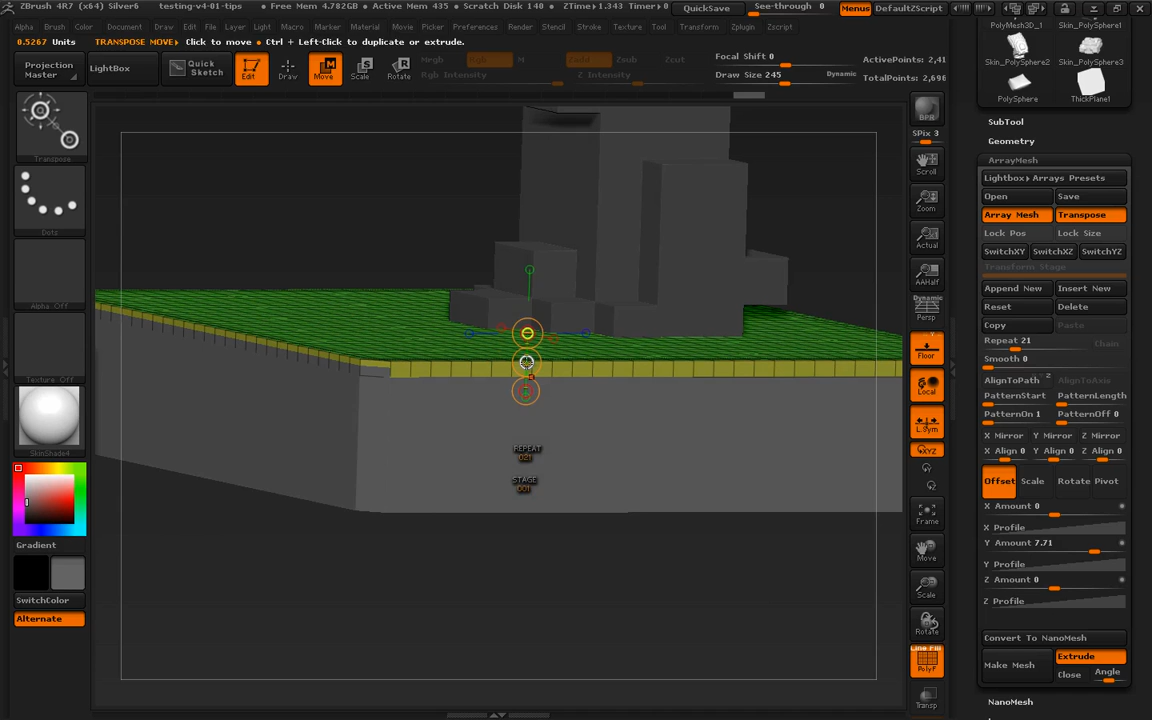 ZBrush 4R7 (x64) Silver6 testing-v4-01-tips • Free Mem 4.782GB • Active Mem 435 • Scratch Disk 140 • ZTime▸1.343 Timer▸0 QuickSave See-through 0 Menus DefaultZScript
Alpha Brush Color Document Draw Edit File Layer Light Macro Marker Material Movie Picker Preferences Render Stencil Stroke Texture Tool Transform Zplugin Zscript
0.5267 Units TRANSPOSE MOVE▸ Click to move • Ctrl + Left-Click to duplicate or extrude.
Projection Master
LightBox
Quick Sketch
Edit
Draw
Move
Scale
Rotate
Mrgb Rgb M Zadd Zsub Zcut
Rgb Intensity Z Intensity
Focal Shift 0
Draw Size 245 Dynamic
ActivePoints: 2,41
TotalPoints: 2,696
Transpose
Dots
Alpha Off
Texture Off
SkinShade4
Gradient
SwitchColor
Alternate
REPEAT
021
STAGE
001
BPR
SPix 3
Scroll
Zoom
Actual
AAHalf
Dynamic
Persp
Floor
Local
L.Sym
XYZ
Frame
Move
Scale
Rotate
Line Fill
PolyF
Transp
PolyMesh3D_1 Skin_PolySphere1
Skin_PolySphere2 Skin_PolySphere3
PolySphere ThickPlane1
SubTool
Geometry
ArrayMesh
Lightbox▸ Arrays Presets
Open Save
Array Mesh Transpose
Lock Pos Lock Size
SwitchXY SwitchXZ SwitchYZ
Transform Stage
Append New Insert New
Reset Delete
Copy Paste
Repeat 21 Chain
Smooth 0
AlignToPath AlignToAxis
PatternStart PatternLength
PatternOn 1 PatternOff 0
X Mirror Y Mirror Z Mirror
X Align 0 Y Align 0 Z Align 0
Offset Scale Rotate Pivot
X Amount 0
X Profile
Y Amount 7.71
Y Profile
Z Amount 0
Z Profile
Convert To NanoMesh
Make Mesh Extrude
Close Angle
NanoMesh